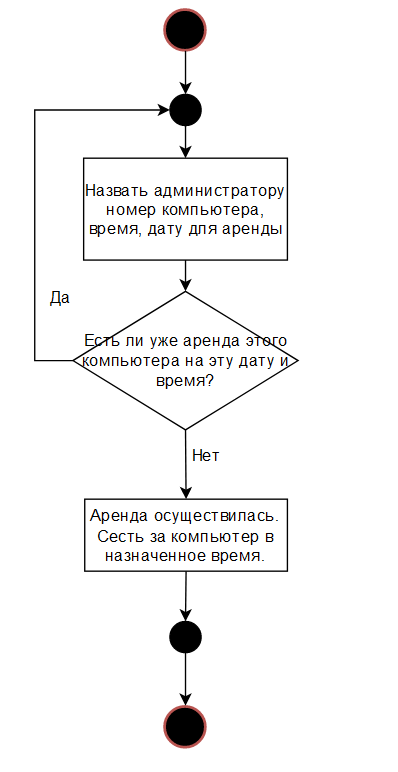 Назвать администратору
номер компьютера,
время, дату для аренды
Да
Есть ли уже аренда этого
компьютера на эту дату и
время?
Нет
Аренда осуществилась.
Сесть за компьютер в
назначенное время.